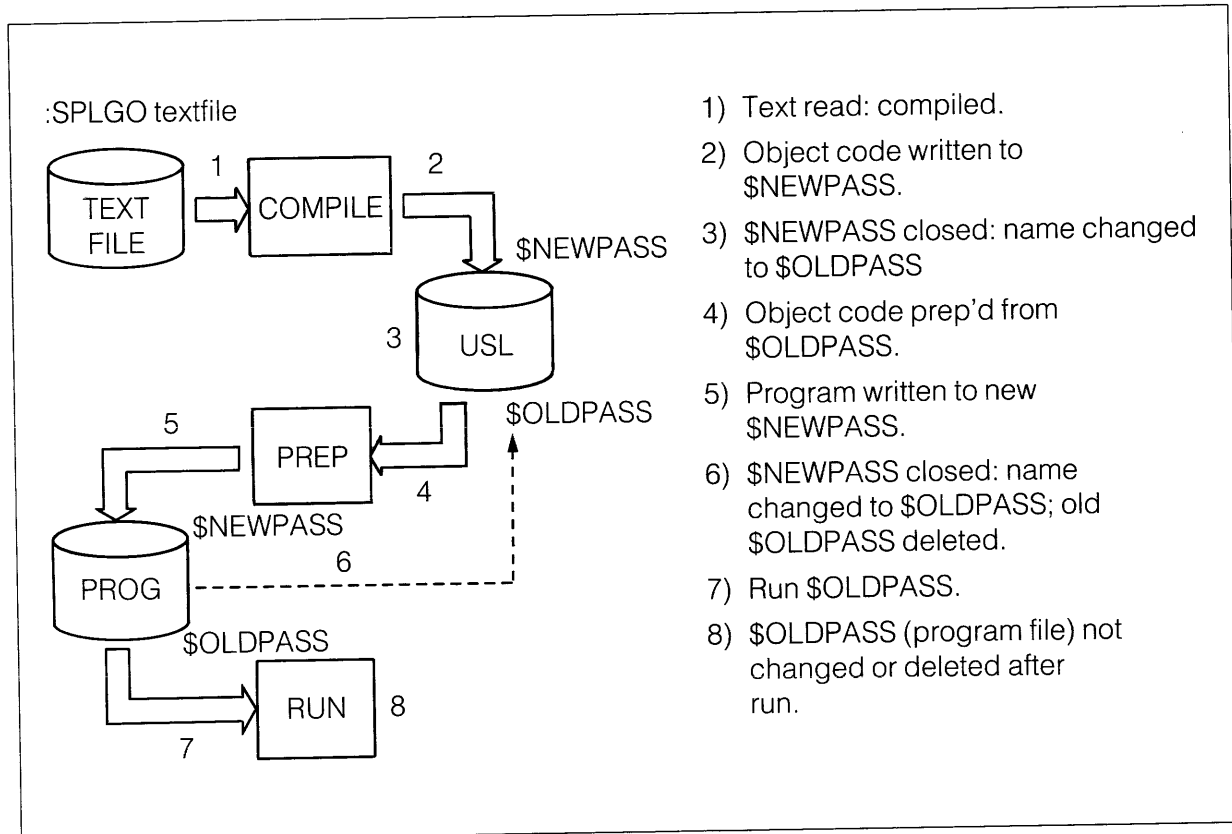 :SPLGO textfile
TEXT
FILE
1
COMPILE
2
$NEWPASS
3
USL
$OLDPASS
4
PREP
5
$NEWPASS
PROG
6
$OLDPASS
7
RUN
8
1) Text read: compiled.
2) Object code written to
$NEWPASS.
3) $NEWPASS closed: name changed
to $OLDPASS
4) Object code prep'd from
$OLDPASS.
5) Program written to new
$NEWPASS.
6) $NEWPASS closed: name
changed to $OLDPASS; old
$OLDPASS deleted.
7) Run $OLDPASS.
8) $OLDPASS (program file) not
changed or deleted after
run.